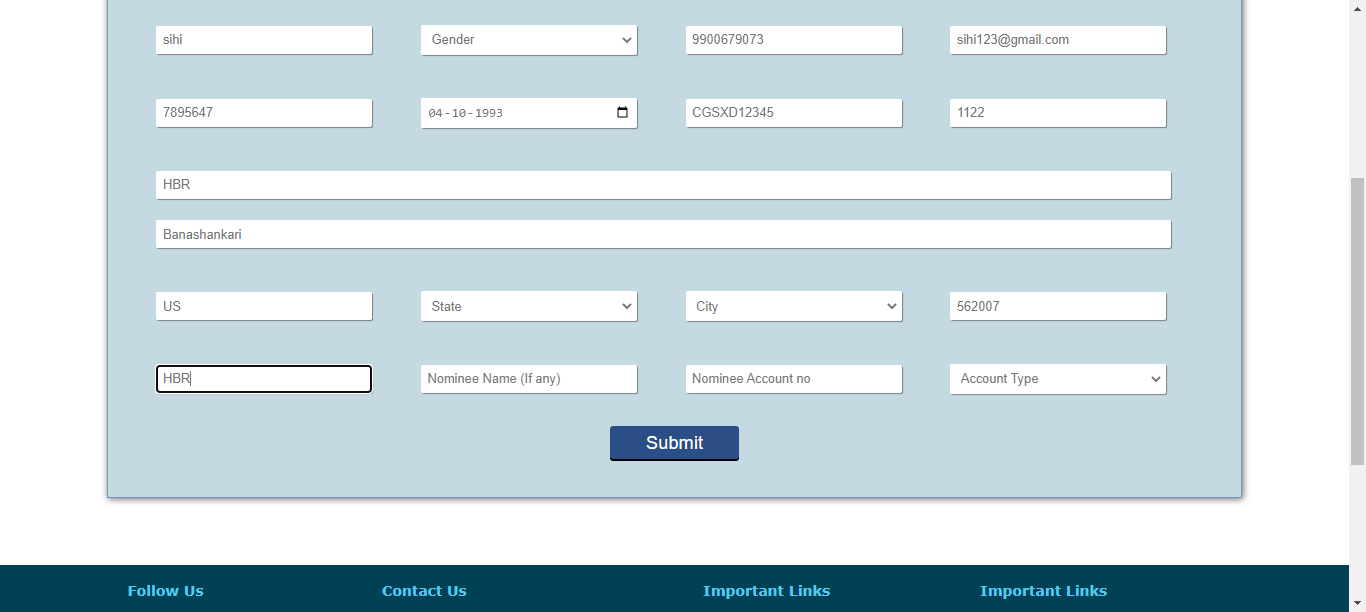 sihi Gender 9900679073 sihi123@gmail.com
7895647 04-10-1993 CGSXD12345 1122
HBR
Banashankari
US State City 562007
HBR Nominee Name (If any) Nominee Account no Account Type
Submit
Follow Us Contact Us Important Links Important Links